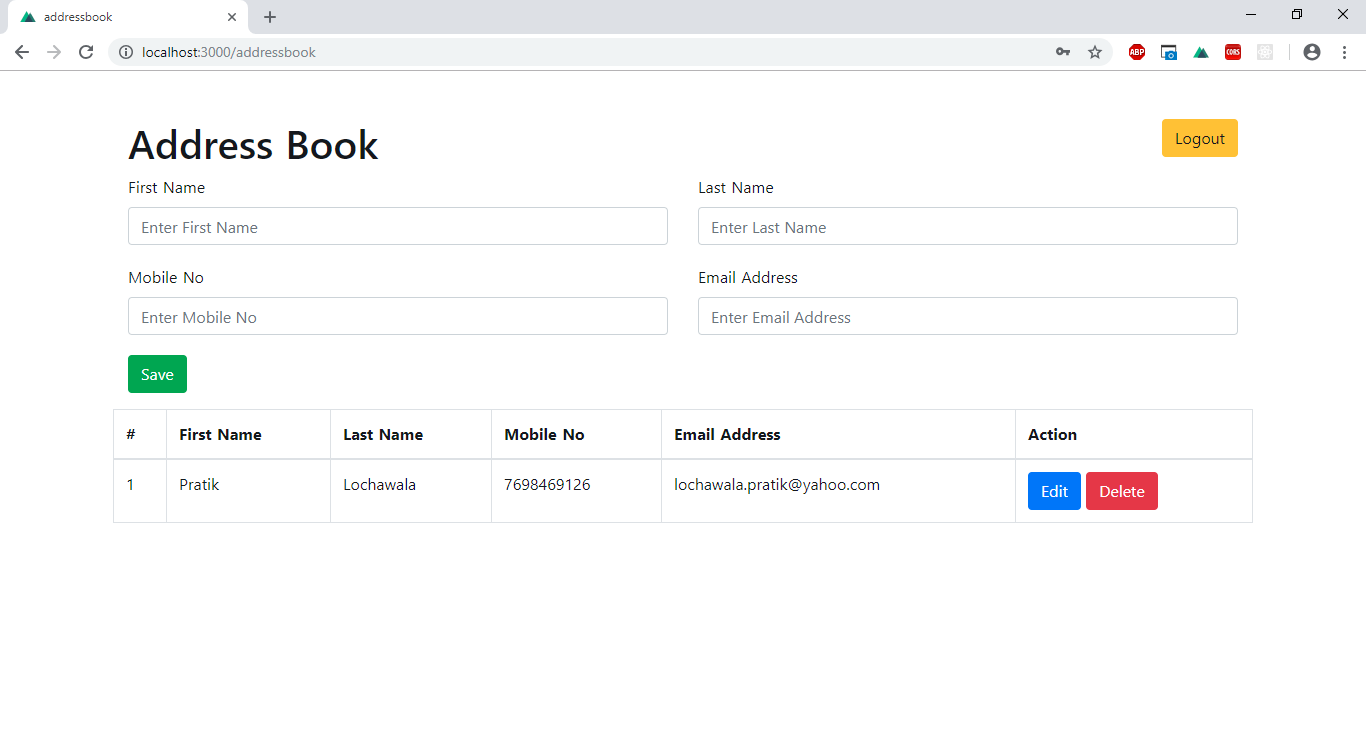 addressbook
localhost:3000/addressbook
ABP
CORS
Address Book
Logout
First Name
Last Name
Enter First Name
Enter Last Name
Mobile No
Email Address
Enter Mobile No
Enter Email Address
Save
# First Name Last Name Mobile No Email Address Action
1 Pratik Lochawala 7698469126 lochawala.pratik@yahoo.com Edit Delete